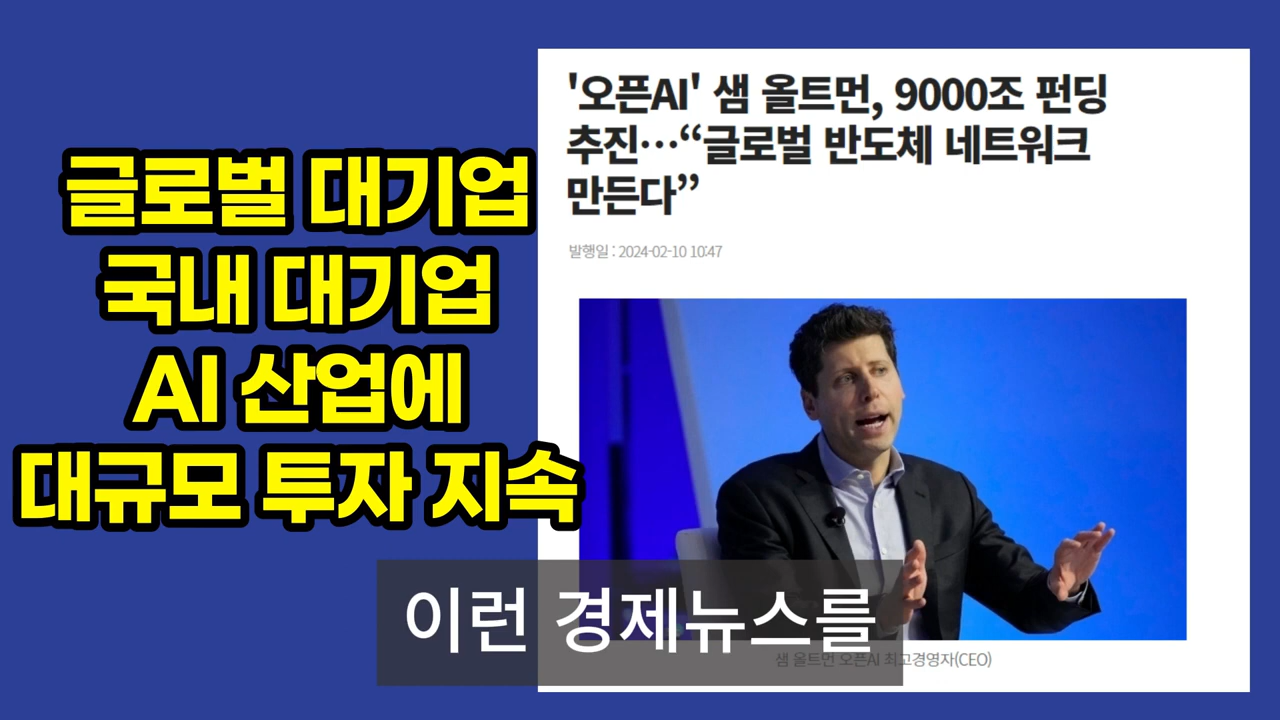 글로벌 대기업
국내 대기업
AI 산업에
대규모 투자 지속
'오픈AI' 샘 올트먼, 9000조 펀딩
추진…“글로벌 반도체 네트워크
만든다”
발행일 : 2024-02-10 10:47
샘 올트먼 오픈AI 최고경영자(CEO)
이런 경제뉴스를